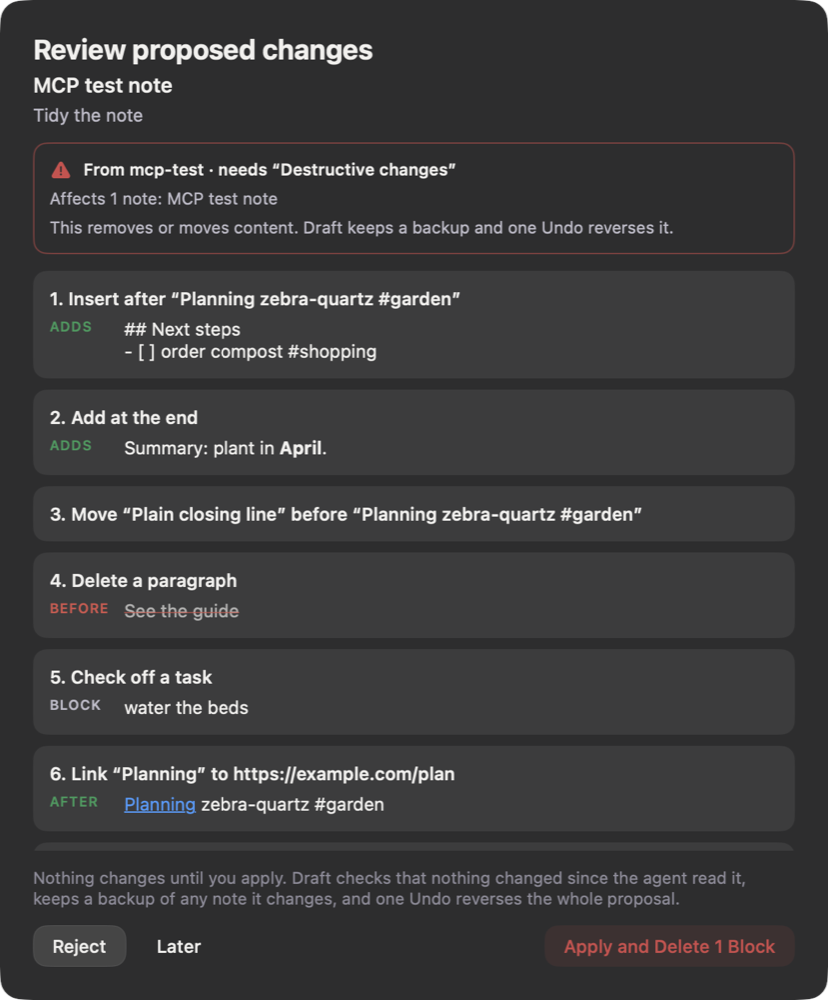 Review proposed changes
MCP test note
Tidy the note
From mcp-test · needs “Destructive changes”
Affects 1 note: MCP test note
This removes or moves content. Draft keeps a backup and one Undo reverses it.
1. Insert after “Planning zebra-quartz #garden”
ADDS ## Next steps
- [ ] order compost #shopping
2. Add at the end
ADDS Summary: plant in April.
3. Move “Plain closing line” before “Planning zebra-quartz #garden”
4. Delete a paragraph
BEFORE See the guide
5. Check off a task
BLOCK water the beds
6. Link “Planning” to https://example.com/plan
AFTER Planning zebra-quartz #garden
Nothing changes until you apply. Draft checks that nothing changed since the agent read it,
keeps a backup of any note it changes, and one Undo reverses the whole proposal.
Reject Later Apply and Delete 1 Block